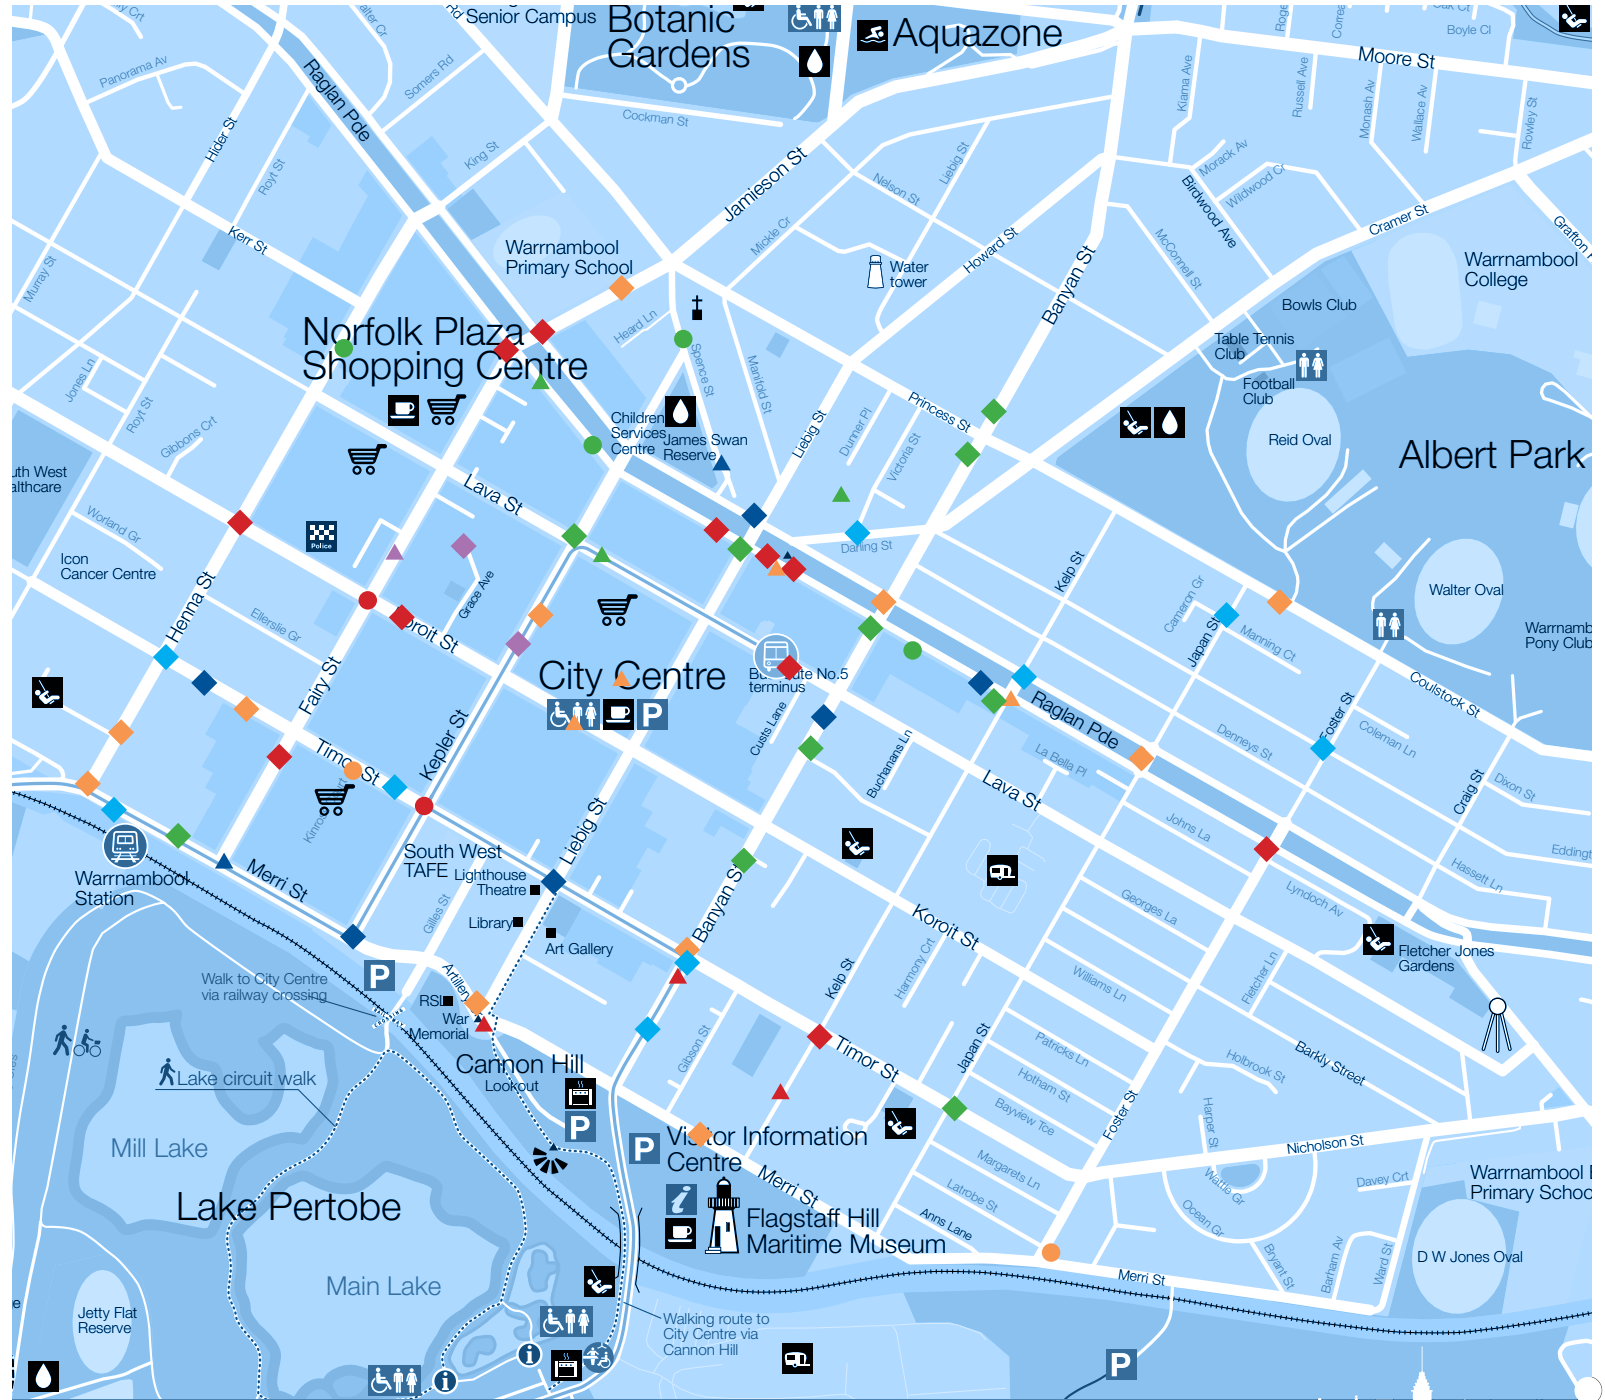 Senior Campus
Botanic
Gardens
Aquazone
Moore St
Boyle Cl
Panorama Av
Raglan Pde
Somers Rd
Cockman St
Kiama Ave
Russell Ave
Monash Av
Wallace Av
Rowley St
Hider St
Royt St
King St
Jamieson St
Nelson St
Liebig St
Morack Av
Wildwood Cr
Birdwood Ave
Cramer St
Grafton
Kerr St
Murray St
Warrnambool
Primary School
Mickle Cr
Water
tower
Howard St
Banyan St
McConnell St
Warrnambool
College
Bowls Club
Norfolk Plaza
Shopping Centre
Heard Ln
Spence St
Manifold St
Table Tennis
Club
Football
Club
Reid Oval
Albert Park
Jones Ln
Royt St
Gibbons Crt
Children
Services
Centre
James Swan
Reserve
Liebig St
Dunner Pl
Victoria St
Princess St
uth West
althcare
Worland Gr
Police
Lava St
Icon
Cancer Centre
Darling St
Kelp St
Cameron Gr
Japan St
Manning Ct
Walter Oval
Warrnamb
Pony Club
Henna St
Ellerslie Gr
Grace Ave
oroit St
Fairy St
City Centre
P
terminus
Custs Lane
Buchanans Ln
Raglan Pde
La Bella Pl
Denneys St
Foster St
Coleman Ln
Coulstock St
Craig St
Dixon St
Kepler St
Lava St
Johns La
Eddingt
Hassett Ln
Lyndoch Av
Warrnambool
Station
Merri St
South West
TAFE
Lighthouse
Theatre
Liebig St
Library
Art Gallery
Gilles St
Banyan St
Koroit St
Georges La
Fletcher Jones
Gardens
Walk to City Centre
via railway crossing
P
Artillery
RSL
War
Memorial
Kelp St
Harmony Crt
Williams Ln
Fletcher Ln
Cannon Hill
Lookout
P
Lake circuit walk
Gibson St
Timor St
Japan St
Patricks Ln
Hotham St
Bayview Tce
Foster St
Holbrook St
Barkly Street
Harper St
Nicholson St
Mill Lake
Lake Pertobe
Main Lake
P
Centre
Merri St
Flagstaff Hill
Maritime Museum
Margarets Ln
Latrobe St
Anns Lane
Wattle Gr
Ocean Gr
Bryant St
Barham Av
Ward St
Davey Crt
Warrnambool
Primary Schoo
D W Jones Oval
Merri St
Jetty Flat
Reserve
Walking route to
City Centre via
Cannon Hill
P